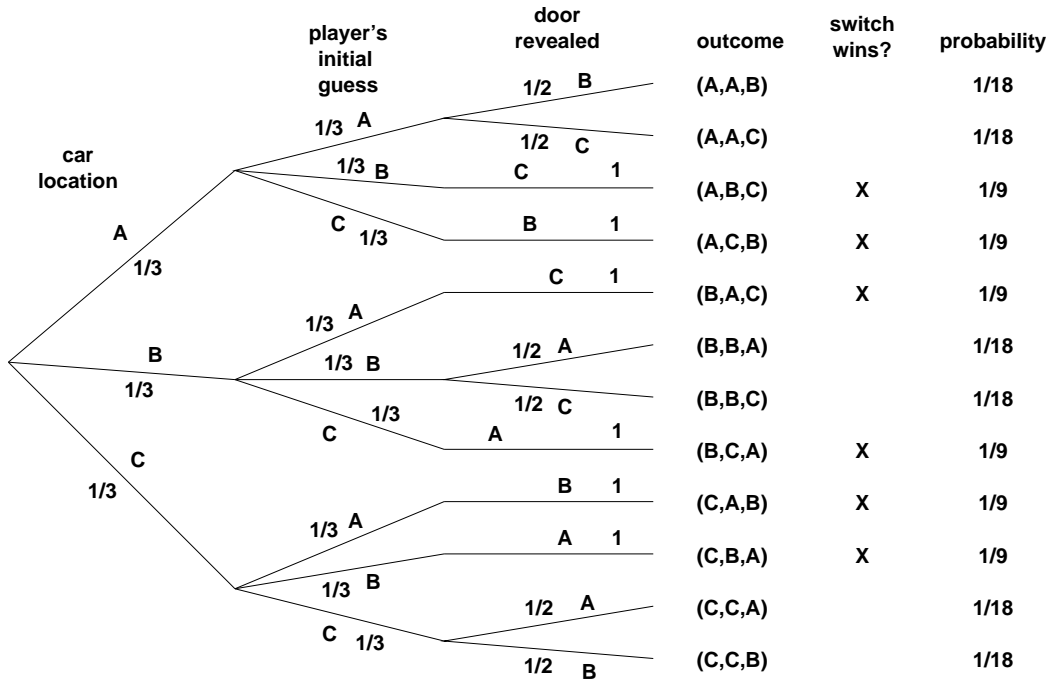 door
player's revealed outcome switch probability
initial wins?
guess
1/2 B (A,A,B) 1/18
1/3 A
1/2 C (A,A,C) 1/18
car
location
1/3 B C 1 (A,B,C) X 1/9
A
1/3
C 1/3 B 1 (A,C,B) X 1/9
C 1 (B,A,C) X 1/9
1/3 A
B
1/3
1/3 B 1/2 A (B,B,A) 1/18
1/2 C (B,B,C) 1/18
1/3
C A 1 (B,C,A) X 1/9
C
1/3
B 1 (C,A,B) X 1/9
1/3 A
A 1 (C,B,A) X 1/9
1/3 B
1/2 A (C,C,A) 1/18
C 1/3
1/2 B (C,C,B) 1/18